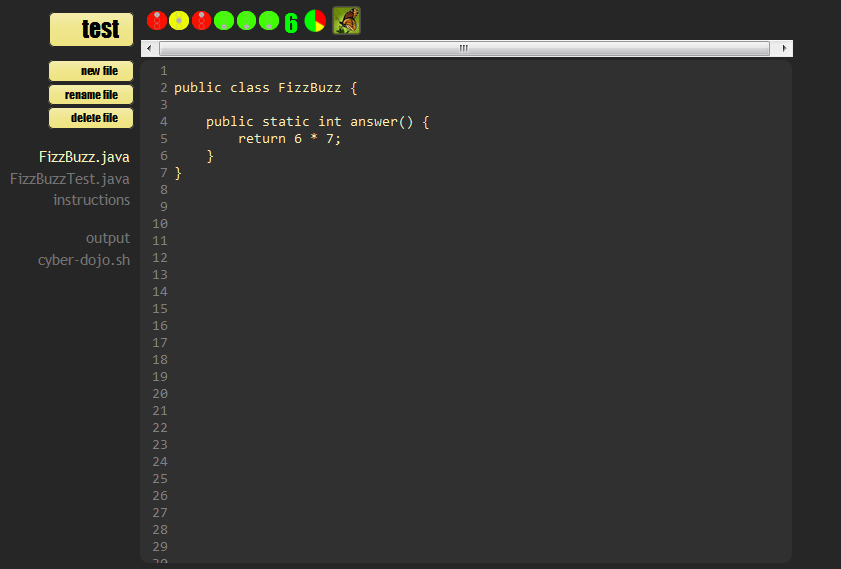 test
6
new file
rename file
delete file
FizzBuzz.java
FizzBuzzTest.java
instructions
output
cyber-dojo.sh
1
2 public class FizzBuzz {
3
4     public static int answer() {
5         return 6 * 7;
6     }
7 }
8
9
10
11
12
13
14
15
16
17
18
19
20
21
22
23
24
25
26
27
28
29
30